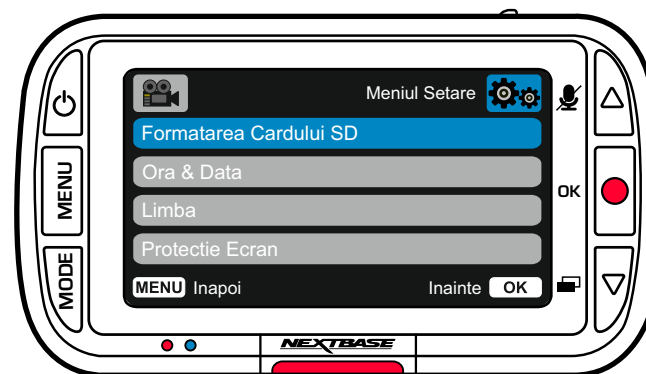 Meniul Setare
Formatarea Cardului SD
Ora & Data
MENU
OK
Limba
Protectie Ecran
MODE
MENU Inapoi
Inainte OK
NEXTBASE